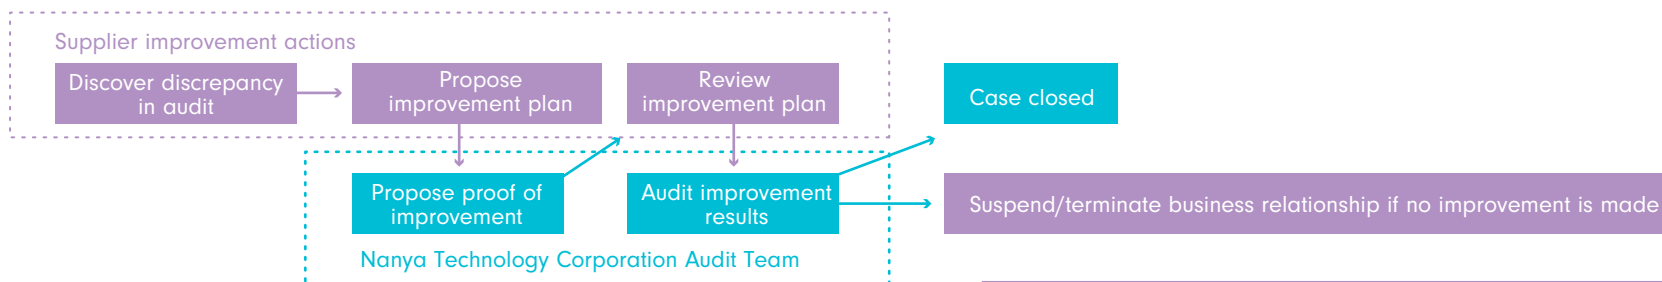 Supplier improvement actions
Discover discrepancy
in audit
Propose
improvement plan
Review
improvement plan
Case closed
Propose proof of
improvement
Audit improvement
results
Suspend/terminate business relationship if no improvement is made
Nanya Technology Corporation Audit Team